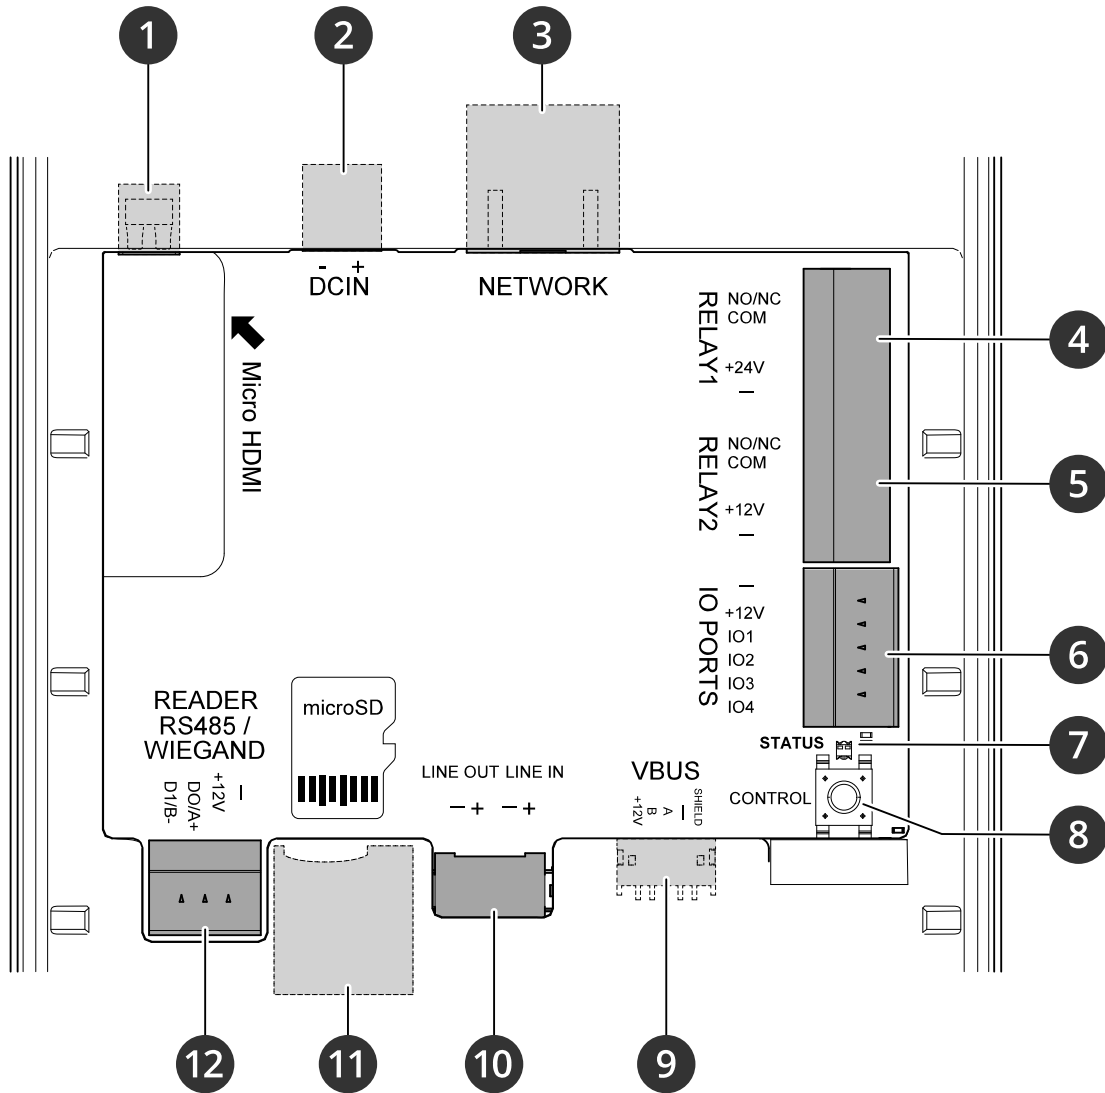 1
2
3
- +
DCIN
NETWORK
Micro HDMI
RELAY1
NO/NC
COM
+24V
—
4
RELAY2
NO/NC
COM
+12V
—
5
IO PORTS
—
+12V
IO1
IO2
IO3
IO4
6
STATUS
7
CONTROL
8
READER
RS485 /
WIEGAND
D1/B-
DO/A+
+12V
—
microSD
LINE OUT LINE IN
— + — +
VBUS
+12V
B
A
—
SHIELD
12
11
10
9